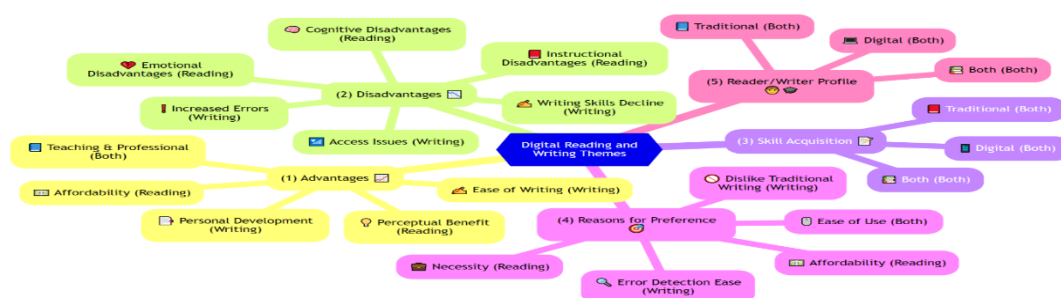 Digital Reading and
Writing Themes
(1) Advantages 📈
📘 Teaching & Professional
(Both)
💵 Affordability (Reading)
📝 Personal Development
(Writing)
💡 Perceptual Benefit
(Reading)
✍️ Ease of Writing (Writing)
(2) Disadvantages 📉
🧠 Cognitive Disadvantages
(Reading)
💔 Emotional
Disadvantages (Reading)
📕 Instructional
Disadvantages (Reading)
❗ Increased Errors
(Writing)
✍️ Writing Skills Decline
(Writing)
📶 Access Issues (Writing)
(3) Skill Acquisition 📝
📕 Traditional (Both)
📱 Digital (Both)
📚 Both (Both)
(4) Reasons for Preference
🎯
🚫 Dislike Traditional
Writing (Writing)
🖱️ Ease of Use (Both)
💵 Affordability (Reading)
🔍 Error Detection Ease
(Writing)
💼 Necessity (Reading)
(5) Reader/Writer Profile
📘 Traditional (Both)
💻 Digital (Both)
📚 Both (Both)